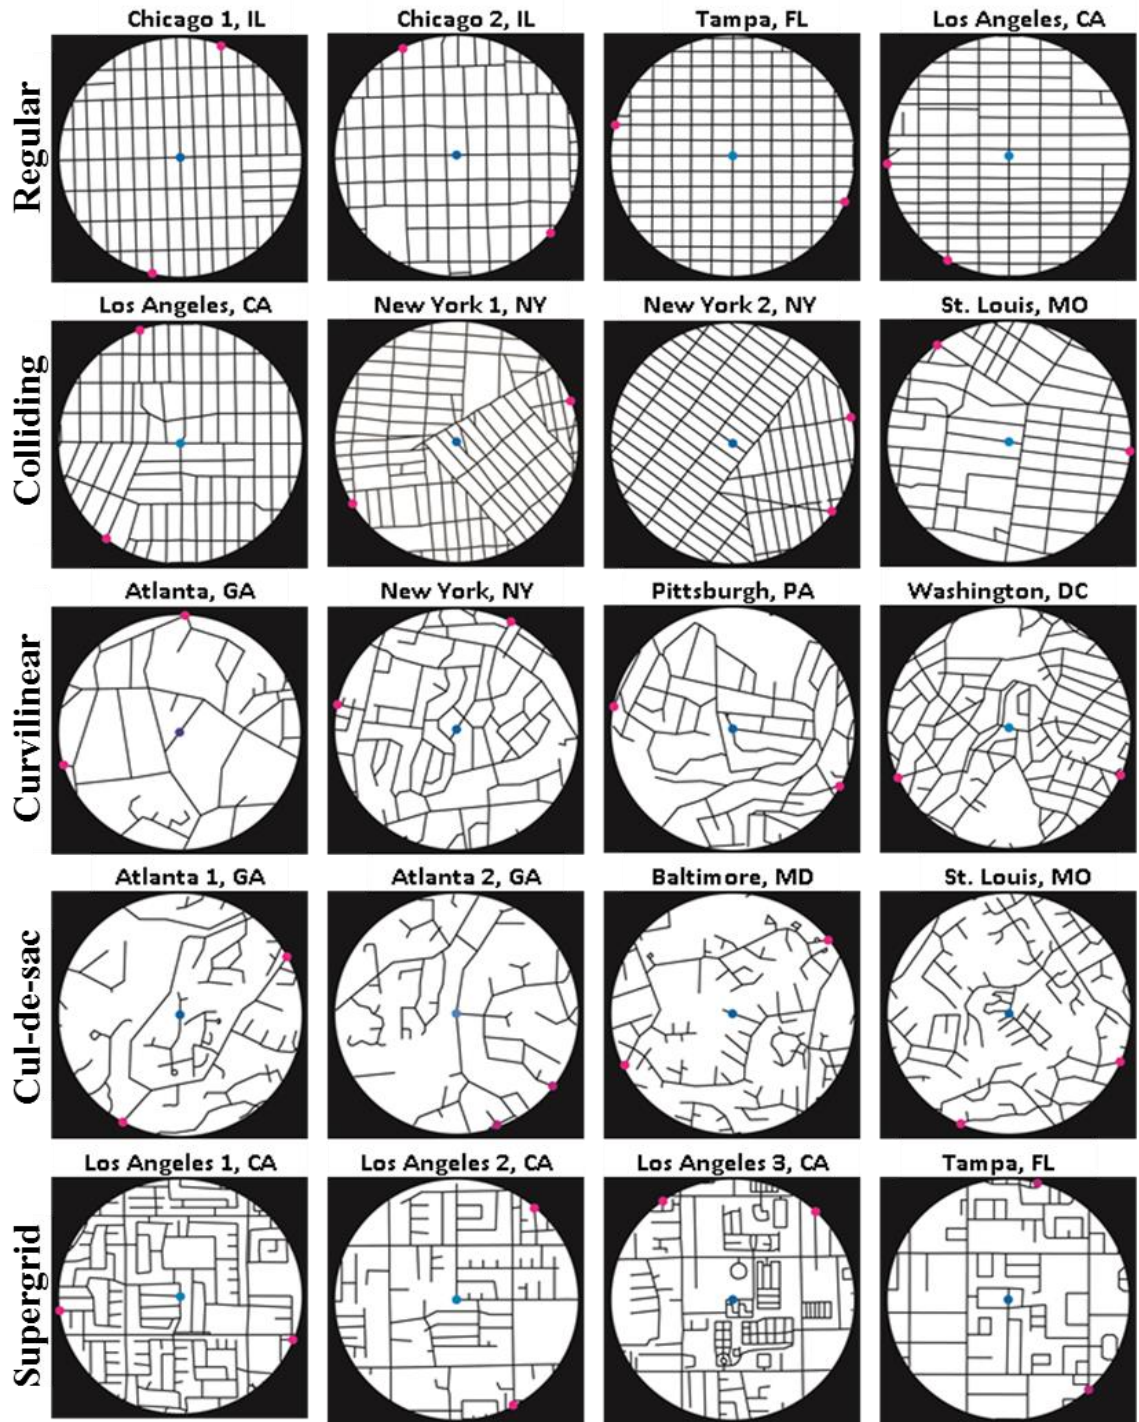 Chicago 1, IL
Chicago 2, IL
Tampa, FL
Los Angeles, CA
Regular
Los Angeles, CA
New York 1, NY
New York 2, NY
St. Louis, MO
Colliding
Atlanta, GA
New York, NY
Pittsburgh, PA
Washington, DC
Curvilinear
Atlanta 1, GA
Atlanta 2, GA
Baltimore, MD
St. Louis, MO
Cul-de-sac
Los Angeles 1, CA
Los Angeles 2, CA
Los Angeles 3, CA
Tampa, FL
Supergrid